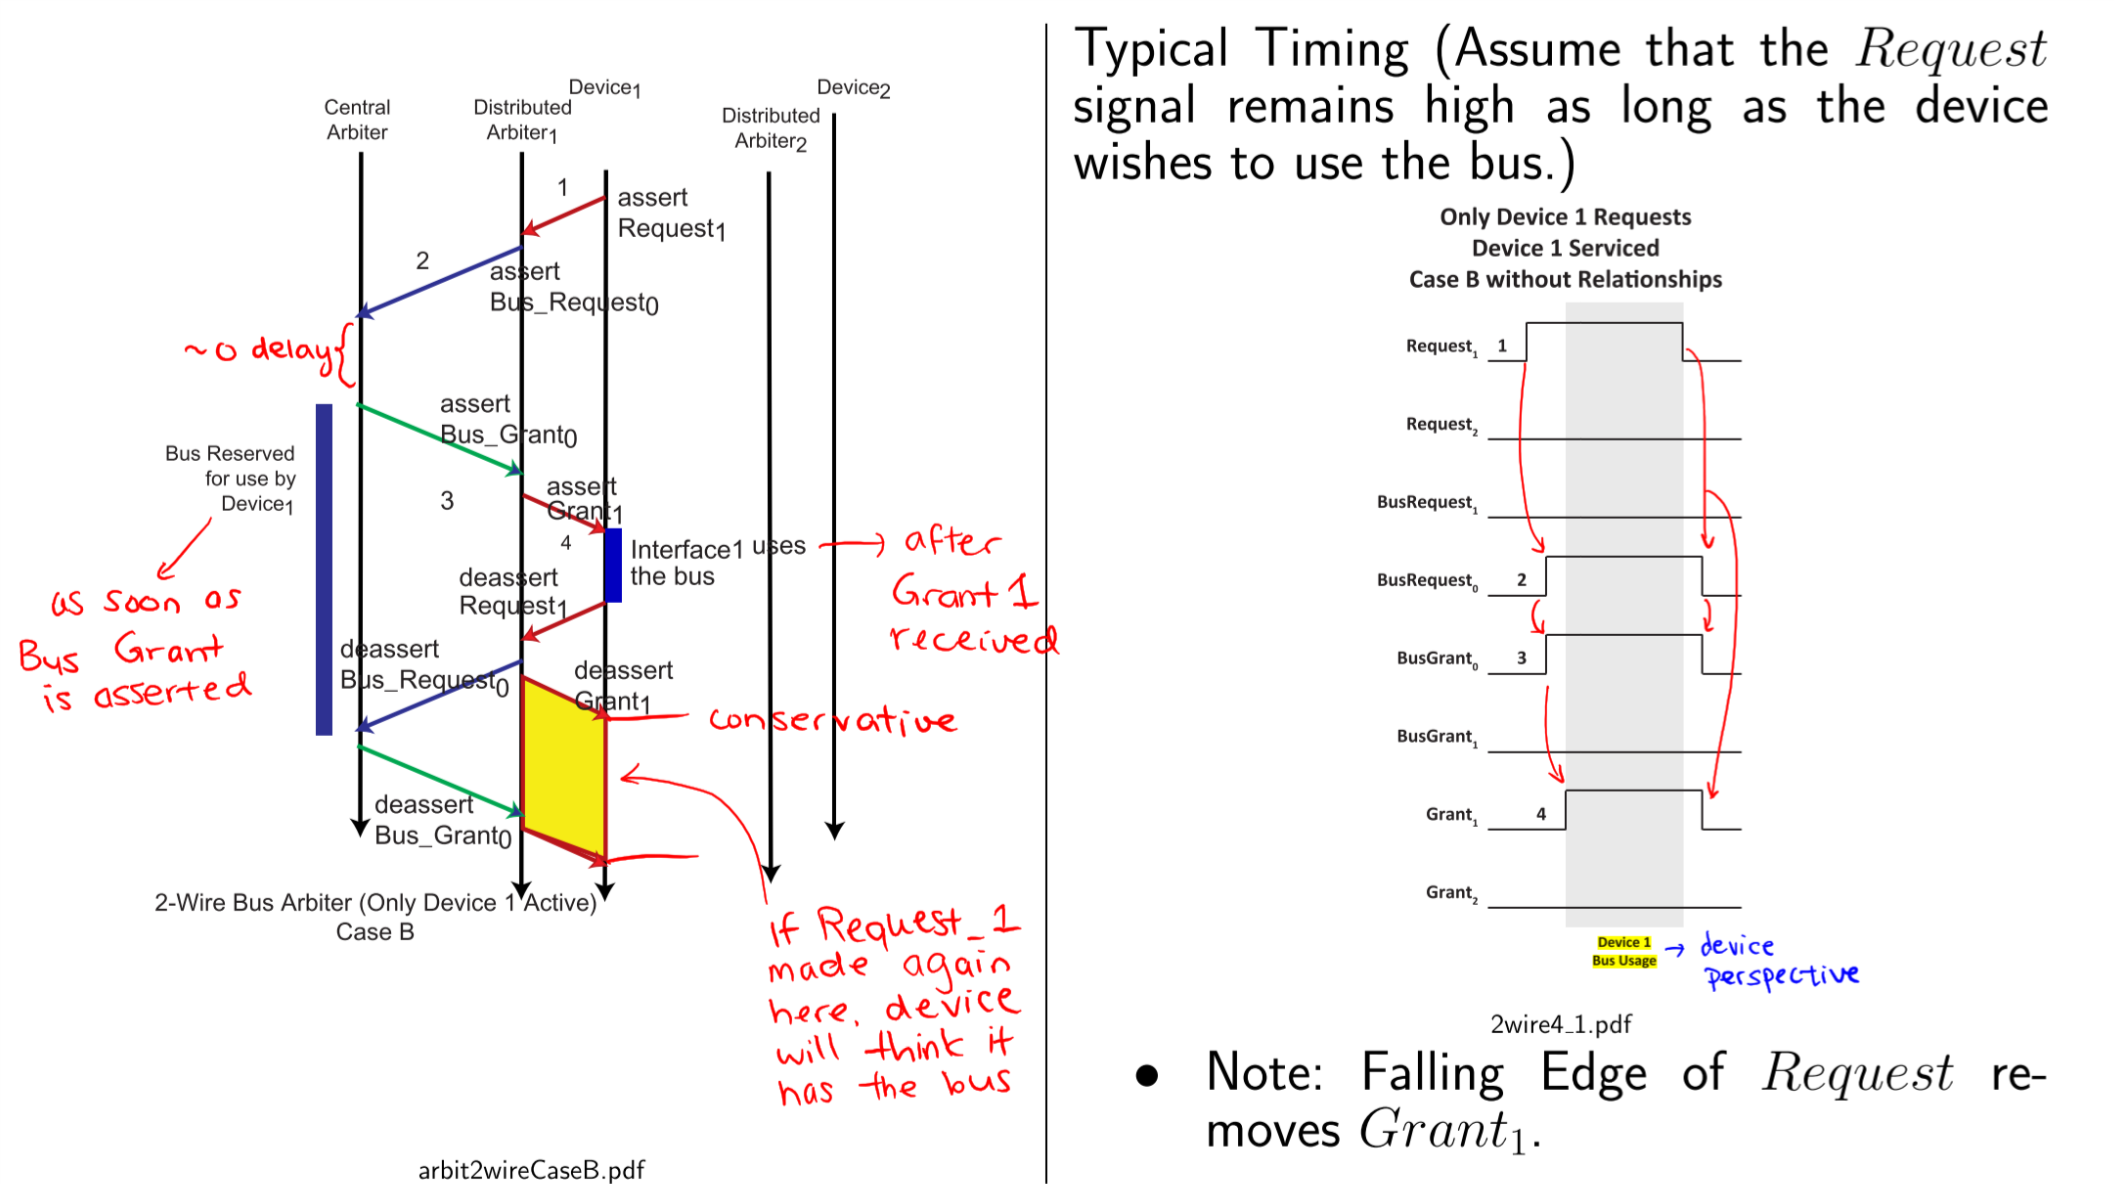 Central
Arbiter
Distributed
Arbiter1
Device1
Distributed
Arbiter2
Device2
1
assert
Request1
2
assert
Bus_Request0
~0 delay{
assert
Bus_Grant0
Bus Reserved
for use by
Device1
3
assert
Grant1
4
Interface1 uses
the bus
→ after
Grant 1
received
as soon as
Bus Grant
is asserted
deassert
Request1
deassert
Bus_Request0
deassert
Grant1
conservative
deassert
Bus_Grant0
2-Wire Bus Arbiter (Only Device 1 Active)
Case B
If Request_1
made again
here, device
will think it
has the bus
arbit2wireCaseB.pdf
Typical Timing (Assume that the Request
signal remains high as long as the device
wishes to use the bus.)
Only Device 1 Requests
Device 1 Serviced
Case B without Relationships
Request1 1
Request2
BusRequest1
BusRequest0 2
BusGrant0 3
BusGrant1
Grant1 4
Grant2
Device 1
Bus Usage
→ device
perspective
2wire4_1.pdf
• Note: Falling Edge of Request re-
moves Grant1.